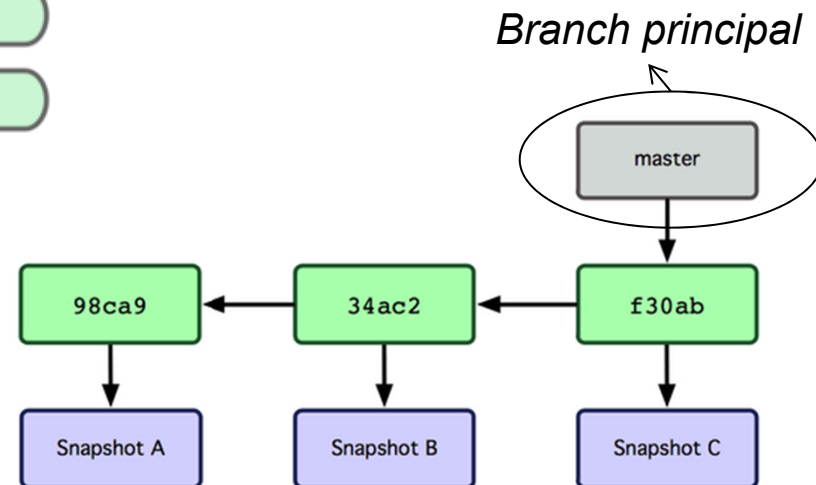 Branch principal
master
98ca9
34ac2
f30ab
Snapshot A
Snapshot B
Snapshot C